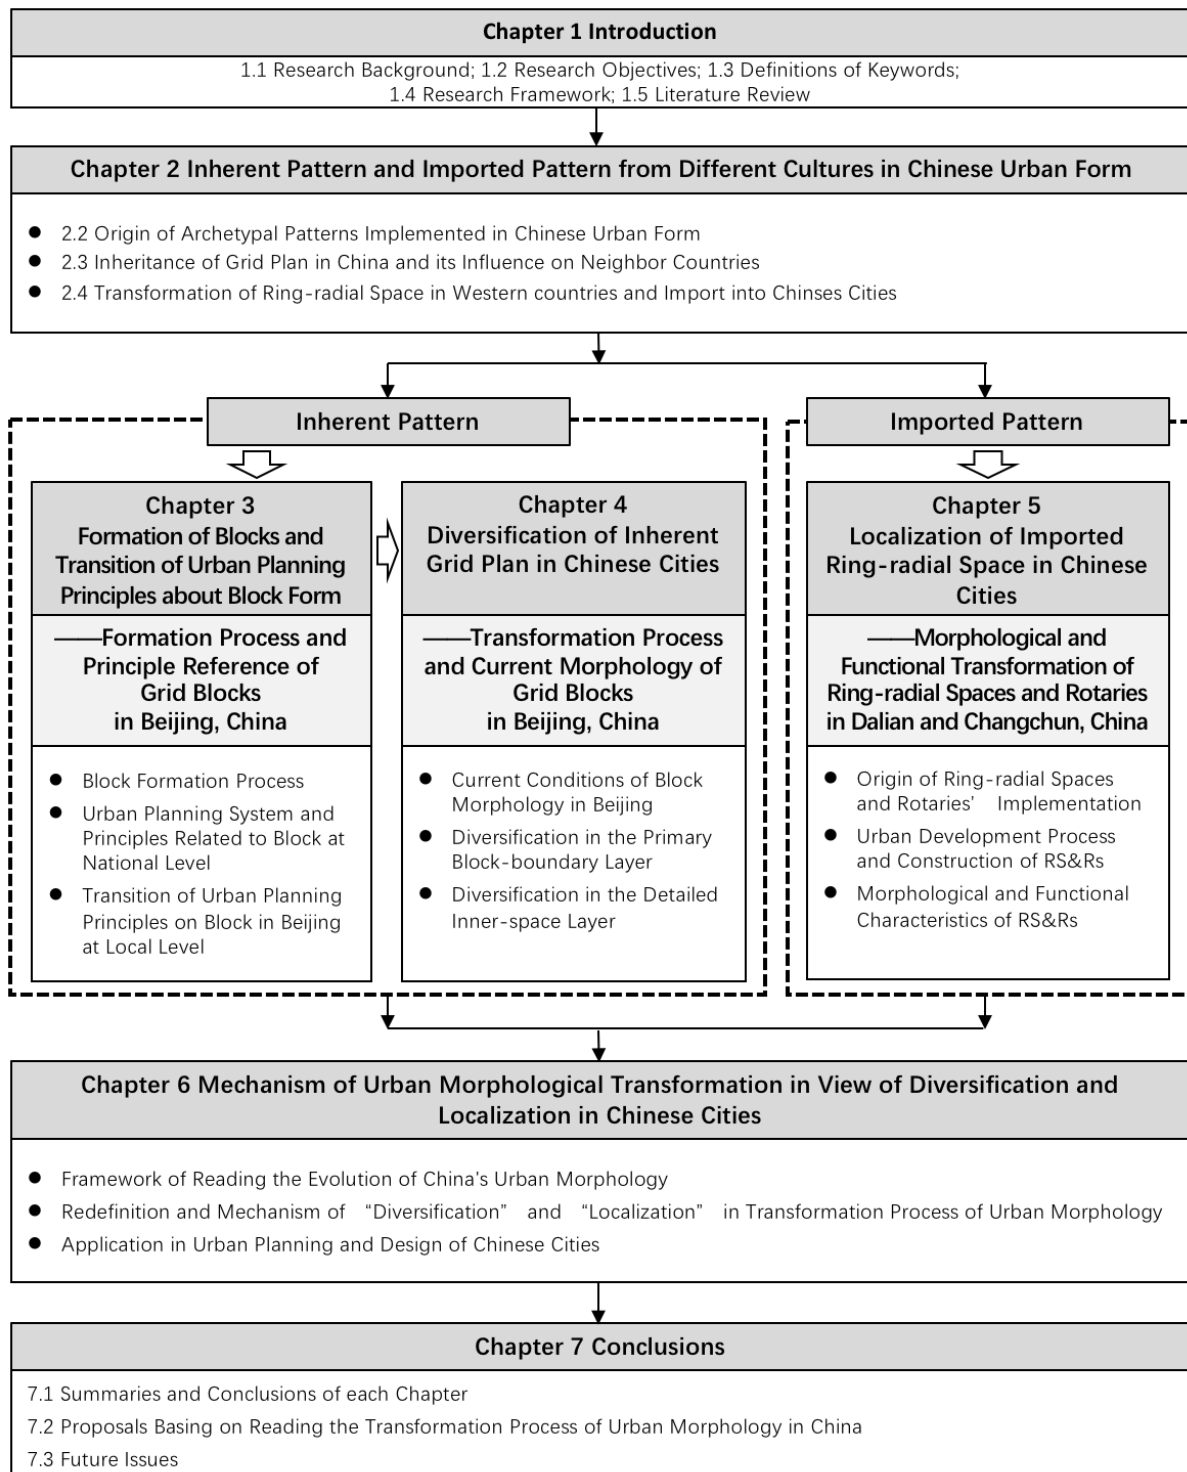 Chapter 1 Introduction
1.1 Research Background; 1.2 Research Objectives; 1.3 Definitions of Keywords;
1.4 Research Framework; 1.5 Literature Review
Chapter 2 Inherent Pattern and Imported Pattern from Different Cultures in Chinese Urban Form
● 2.2 Origin of Archetypal Patterns Implemented in Chinese Urban Form
● 2.3 Inheritance of Grid Plan in China and its Influence on Neighbor Countries
● 2.4 Transformation of Ring-radial Space in Western countries and Import into Chinses Cities
Inherent Pattern
Chapter 3
Formation of Blocks and
Transition of Urban Planning
Principles about Block Form
——Formation Process and
Principle Reference of
Grid Blocks
in Beijing, China
● Block Formation Process
● Urban Planning System and
Principles Related to Block at
National Level
● Transition of Urban Planning
Principles on Block in Beijing
at Local Level
Chapter 4
Diversification of Inherent
Grid Plan in Chinese Cities
——Transformation Process
and Current Morphology of
Grid Blocks
in Beijing, China
● Current Conditions of Block
Morphology in Beijing
● Diversification in the Primary
Block-boundary Layer
● Diversification in the Detailed
Inner-space Layer
Imported Pattern
Chapter 5
Localization of Imported
Ring-radial Space in Chinese
Cities
——Morphological and
Functional Transformation of
Ring-radial Spaces and Rotaries
in Dalian and Changchun, China
● Origin of Ring-radial Spaces
and Rotaries' Implementation
● Urban Development Process
and Construction of RS&Rs
● Morphological and Functional
Characteristics of RS&Rs
Chapter 6 Mechanism of Urban Morphological Transformation in View of Diversification and
Localization in Chinese Cities
● Framework of Reading the Evolution of China's Urban Morphology
● Redefinition and Mechanism of “Diversification” and “Localization” in Transformation Process of Urban Morphology
● Application in Urban Planning and Design of Chinese Cities
Chapter 7 Conclusions
7.1 Summaries and Conclusions of each Chapter
7.2 Proposals Basing on Reading the Transformation Process of Urban Morphology in China
7.3 Future Issues